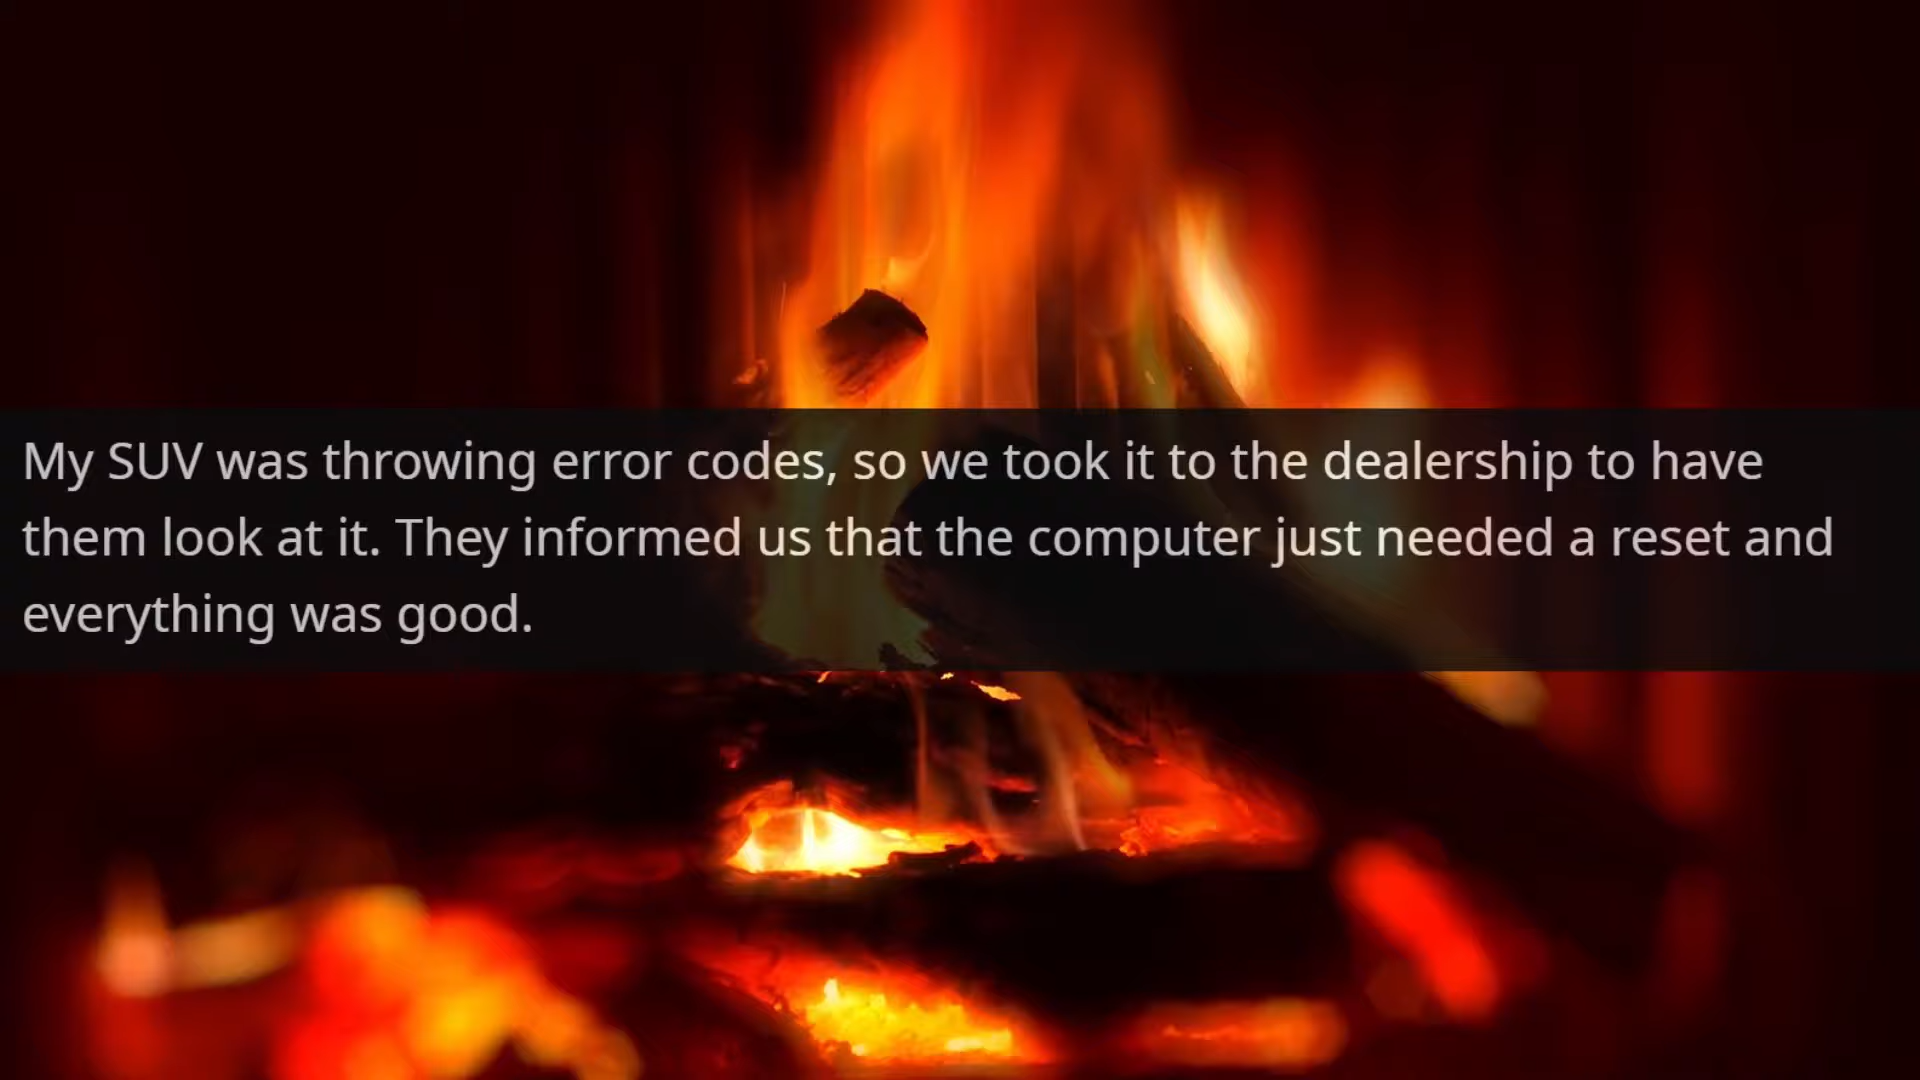 My SUV was throwing error codes, so we took it to the dealership to have
them look at it. They informed us that the computer just needed a reset and
everything was good.